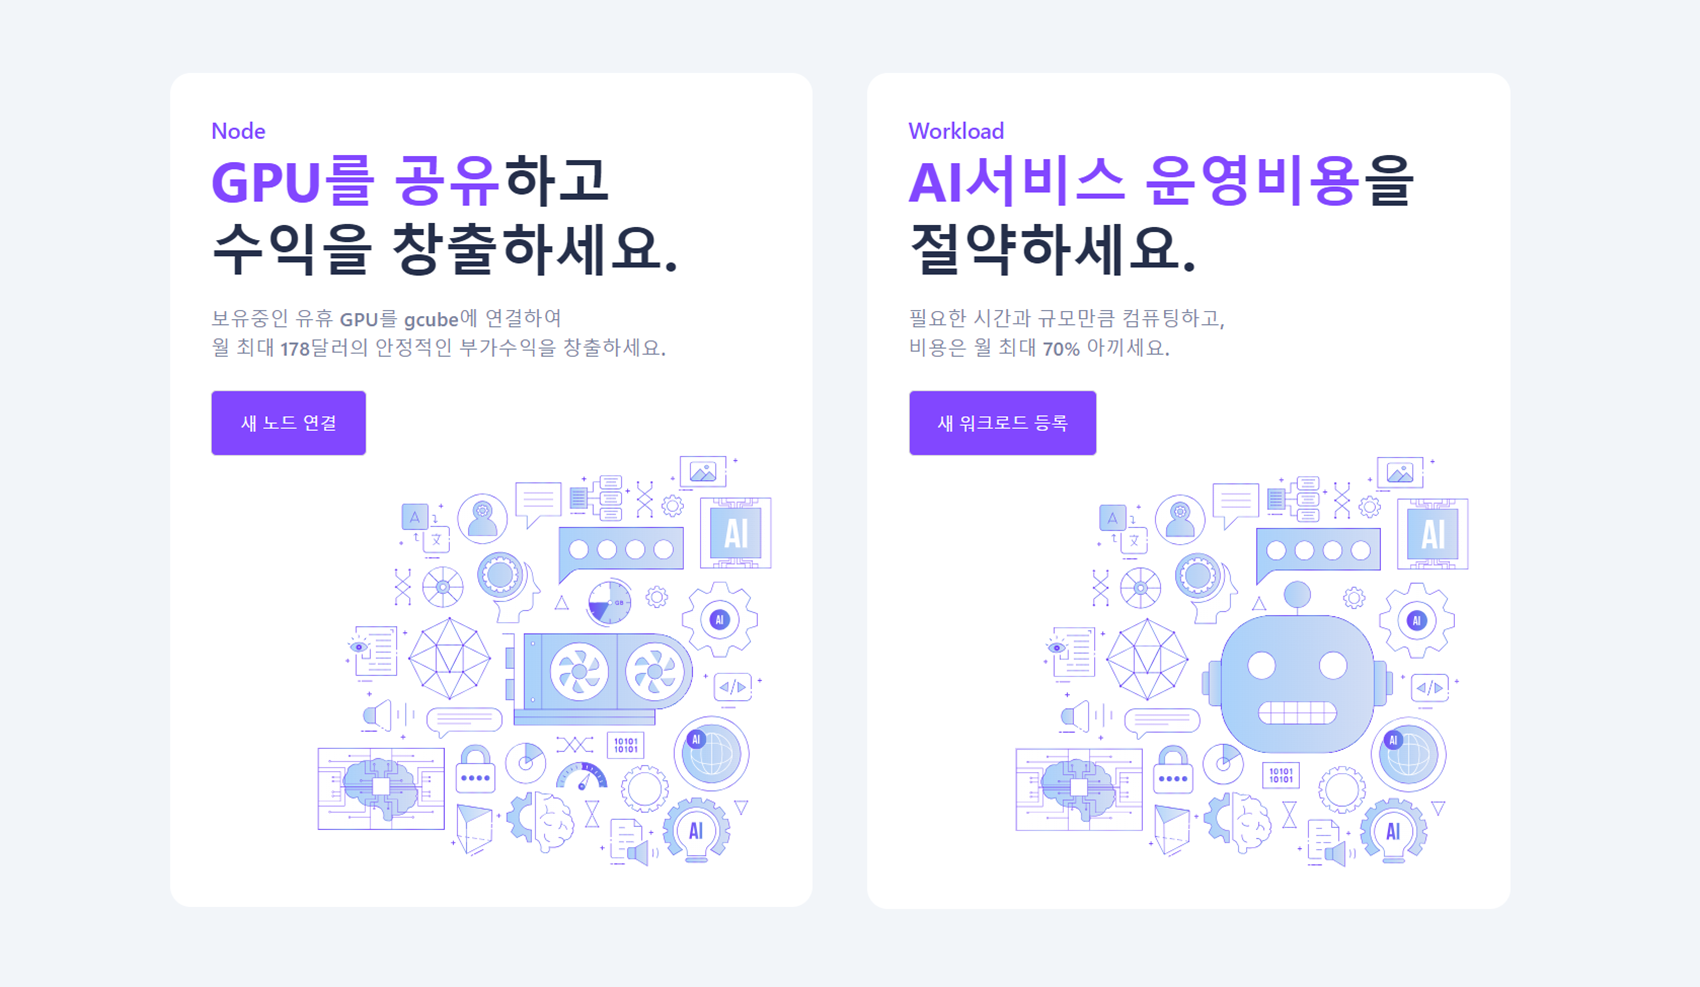 Node
GPU를 공유하고
수익을 창출하세요.
보유중인 유휴 GPU를 gcube에 연결하여
월 최대 178달러의 안정적인 부가수익을 창출하세요.
새 노드 연결
A
文
AI
GB
AI
</>
AI
10101
10101
AI
Workload
AI서비스 운영비용을
절약하세요.
필요한 시간과 규모만큼 컴퓨팅하고,
비용은 월 최대 70% 아끼세요.
새 워크로드 등록
A
文
AI
AI
</>
AI
10101
10101
AI